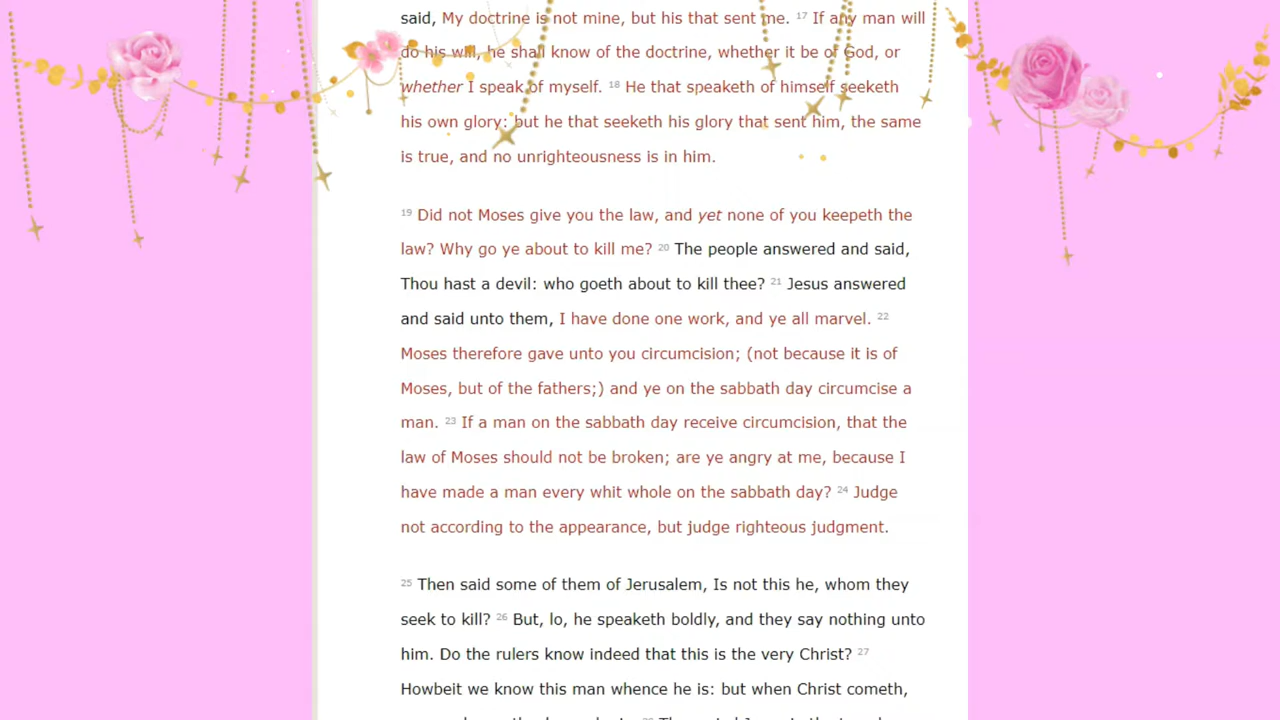 said, My doctrine is not mine, but his that sent me. 17 If any man will
do his will, he shall know of the doctrine, whether it be of God, or
whether I speak of myself. 18 He that speaketh of himself seeketh
his own glory: but he that seeketh his glory that sent him, the same
is true, and no unrighteousness is in him.
19 Did not Moses give you the law, and yet none of you keepeth the
law? Why go ye about to kill me? 20 The people answered and said,
Thou hast a devil: who goeth about to kill thee? 21 Jesus answered
and said unto them, I have done one work, and ye all marvel. 22
Moses therefore gave unto you circumcision; (not because it is of
Moses, but of the fathers;) and ye on the sabbath day circumcise a
man. 23 If a man on the sabbath day receive circumcision, that the
law of Moses should not be broken; are ye angry at me, because I
have made a man every whit whole on the sabbath day? 24 Judge
not according to the appearance, but judge righteous judgment.
25 Then said some of them of Jerusalem, Is not this he, whom they
seek to kill? 26 But, lo, he speaketh boldly, and they say nothing unto
him. Do the rulers know indeed that this is the very Christ? 27
Howbeit we know this man whence he is: but when Christ cometh,